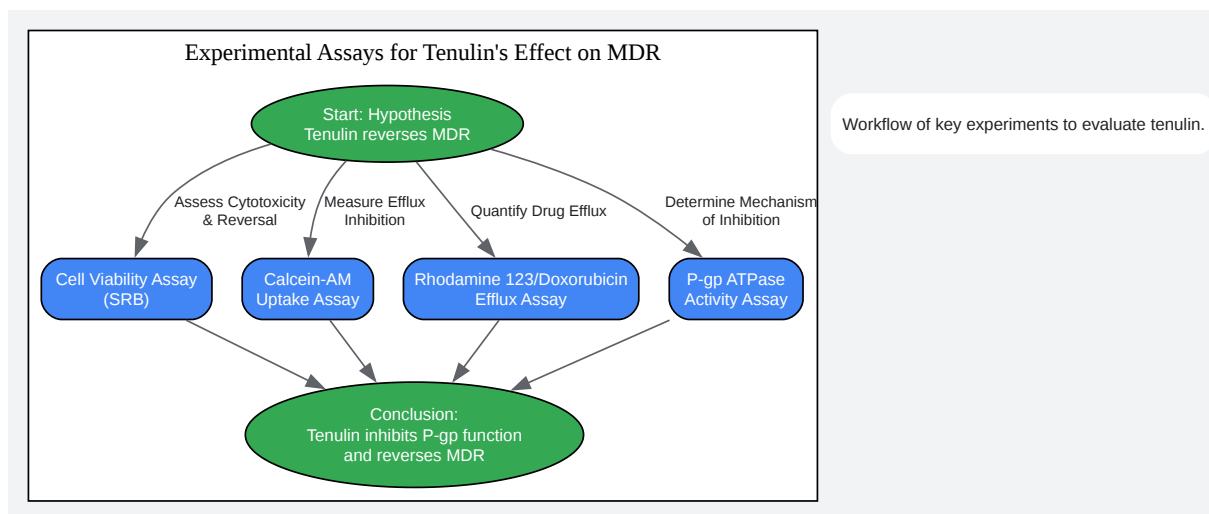 Experimental Assays for Tenulin's Effect on MDR
Start: Hypothesis
Tenulin reverses MDR
Workflow of key experiments to evaluate tenulin.
Assess Cytotoxicity
& Reversal
Measure Efflux
Inhibition
Quantify Drug Efflux
Determine Mechanism
of Inhibition
Cell Viability Assay
(SRB)
Calcein-AM
Uptake Assay
Rhodamine 123/Doxorubicin
Efflux Assay
P-gp ATPase
Activity Assay
Conclusion:
Tenulin inhibits P-gp function
and reverses MDR